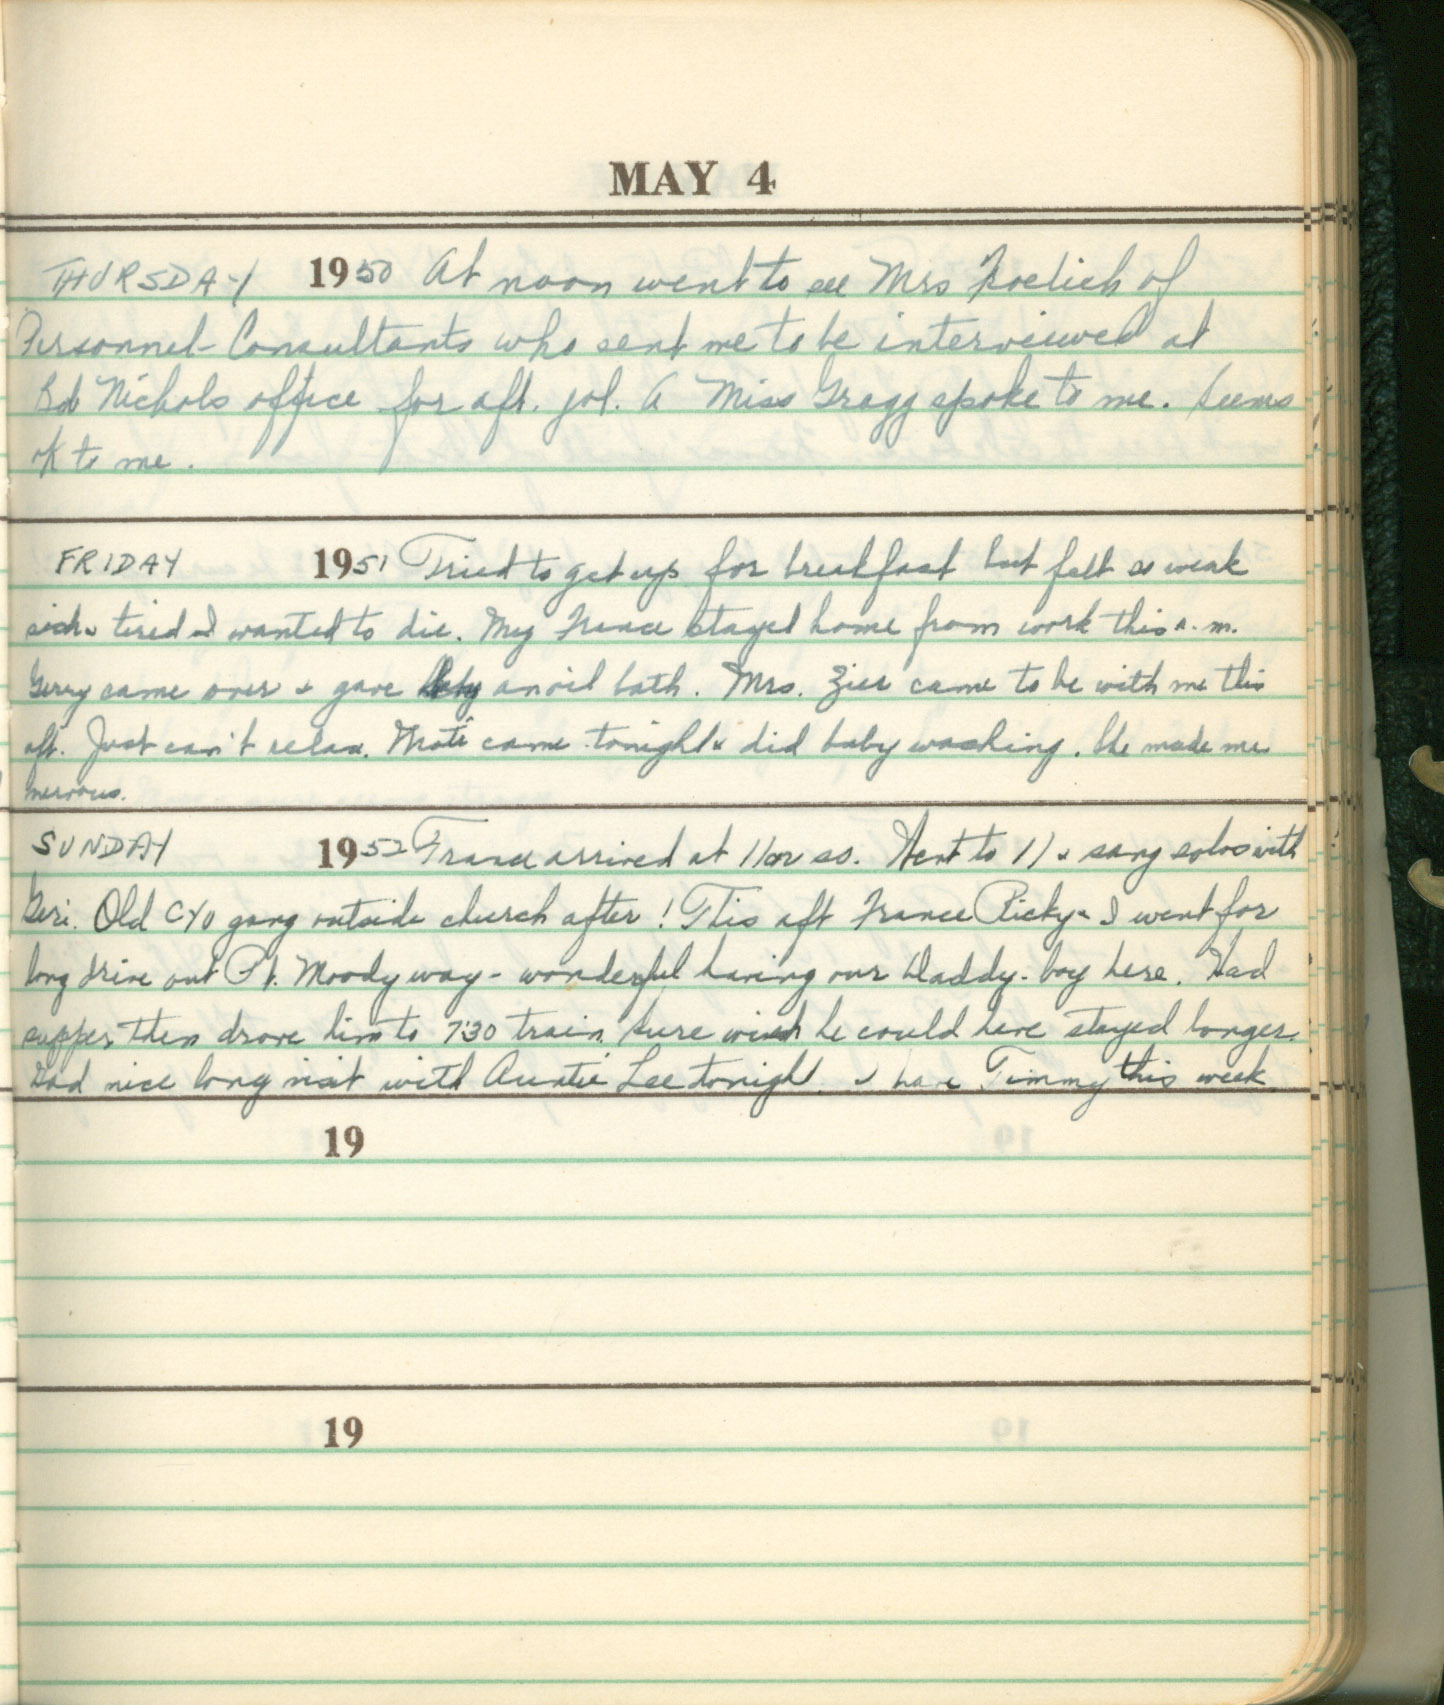 MAY 4
THURSDAY 1950 At noon went to see Mrs Froelich of
Personnel Consultants who sent me to be interviewed at
Bob Nichols office for aft. job. A Miss Gragg spoke to me. Seems
ok to me.
FRIDAY 1951 Tried to get up for breakfast but felt so weak
sick & tired I wanted to die. My France stayed home from work this a.m.
Gerry came over & gave baby an oil bath. Mrs. Zier came to be with me this
aft. Just can't relax. came tonight & did baby washing. She made me
nervous.
SUNDAY 1952 France arrived at 11 or so. Went to 11 & sang solos with
Geri. Old CYO gang outside church after! This aft France Ricky & I went for
long drive out Pt. Moody way - wonderful having our Daddy-boy here. Had
supper then drove him to 7:30 train. Sure wish he could have stayed longer.
Had nice long visit with Auntie Lee tonight. I have Timmy this week
19
19